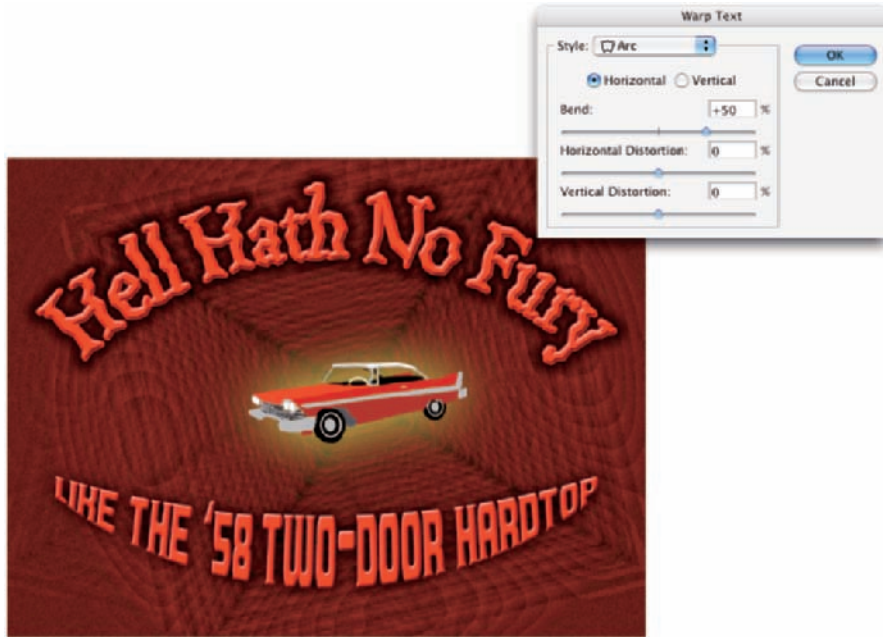 Warp Text
Style: Arc
OK
Horizontal Vertical
Cancel
Bend: +50 %
Horizontal Distortion: 0 %
Vertical Distortion: 0 %
Hell Hath No Fury
LIKE THE '58 TWO-DOOR HARDTOP